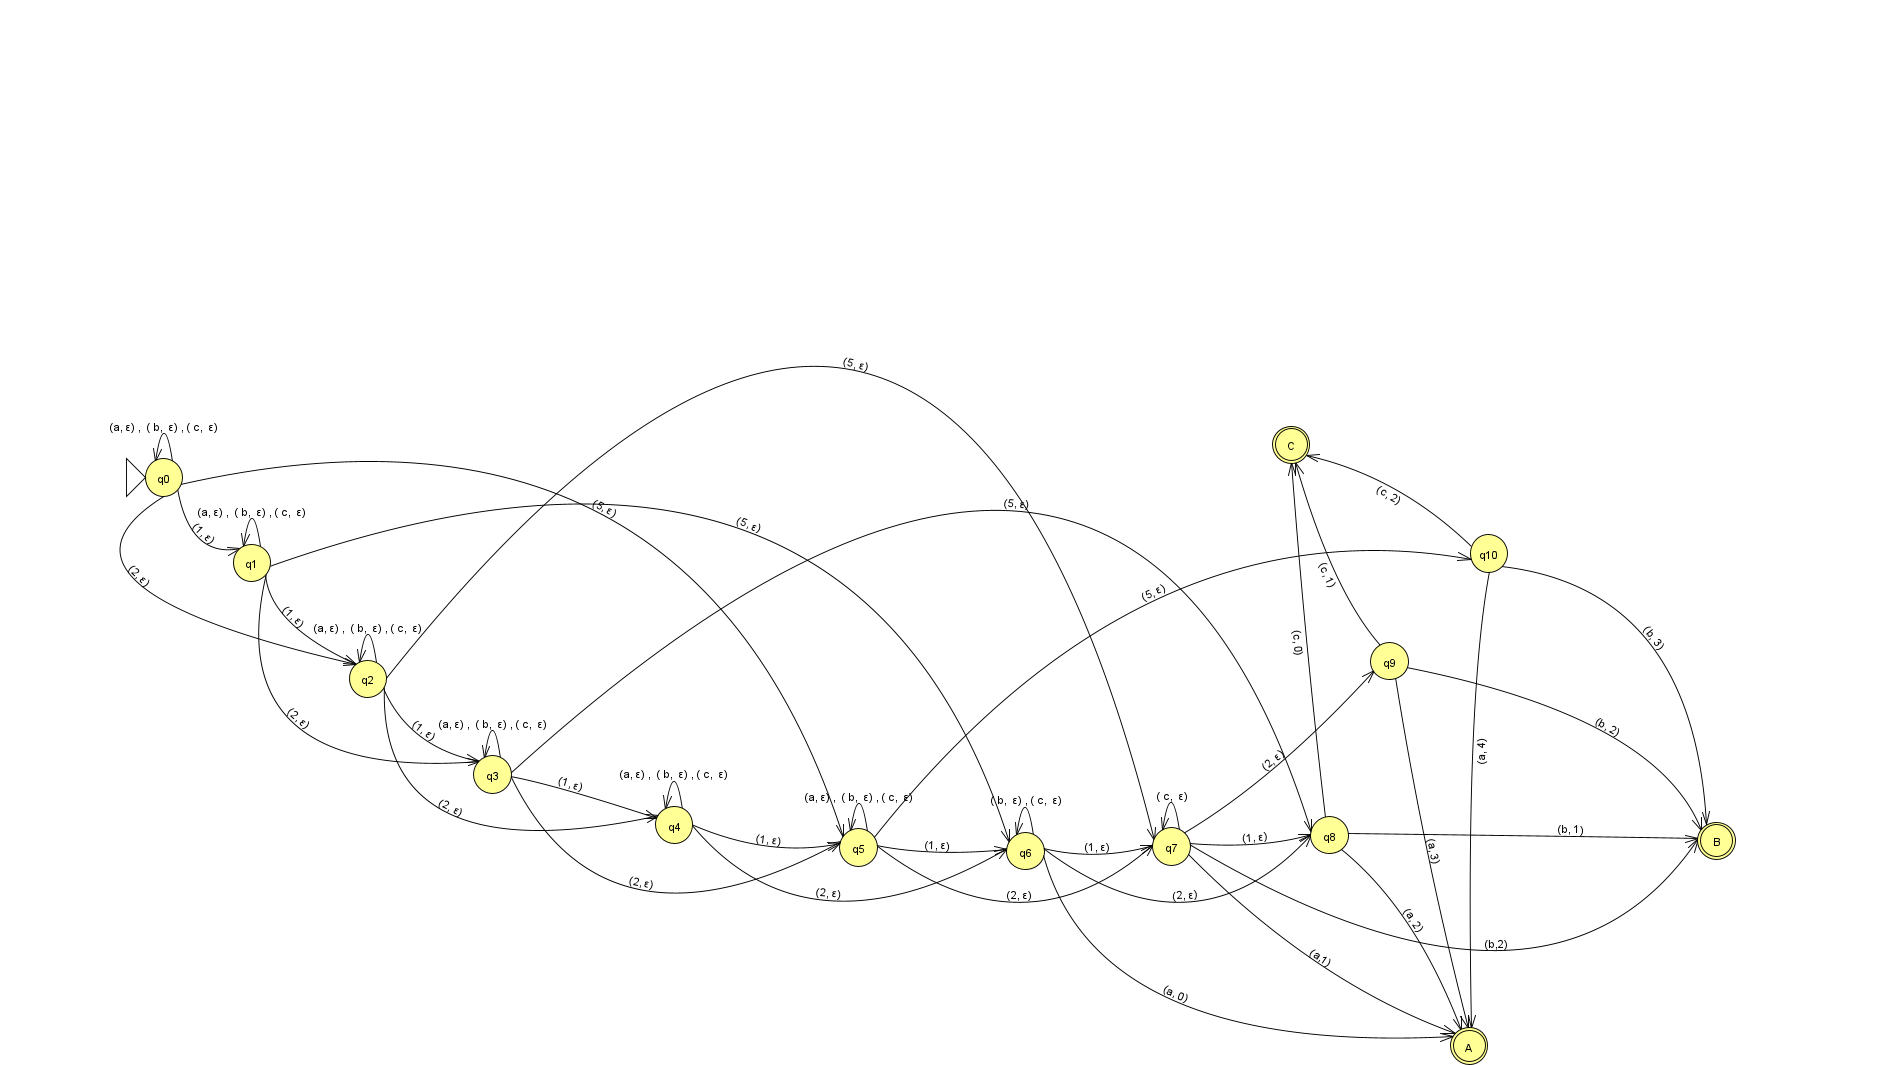 (5, ε)
(a, ε) , ( b, ε) , ( c, ε)
C
q0
(c, 2)
(5, ε)
(5, ε)
(a, ε) , ( b, ε) , ( c, ε)
(5, ε)
(1, ε)
q10
q1
(2, ε)
(c, 1)
(5, ε)
(1, ε)
(a, ε) , ( b, ε) , ( c, ε)
(b, 3)
(c, 0)
q9
q2
(2, ε)
(a, ε) , ( b, ε) , ( c, ε)
(1, ε)
(b, 2)
(a, 4)
(2, ε)
q3
(a, ε) , ( b, ε) , ( c, ε)
(1, ε)
(a, ε) , ( b, ε) , ( c, ε)
( b, ε) , ( c, ε)
( c, ε)
(2, ε)
q4
(b, 1)
q8
(1, ε)
(1, ε)
(1, ε)
(1, ε)
B
q5
q6
q7
(a, 3)
(2, ε)
(2, ε)
(2, ε)
(2, ε)
(a, 2)
(b,2)
(a,1)
(a, 0)
A